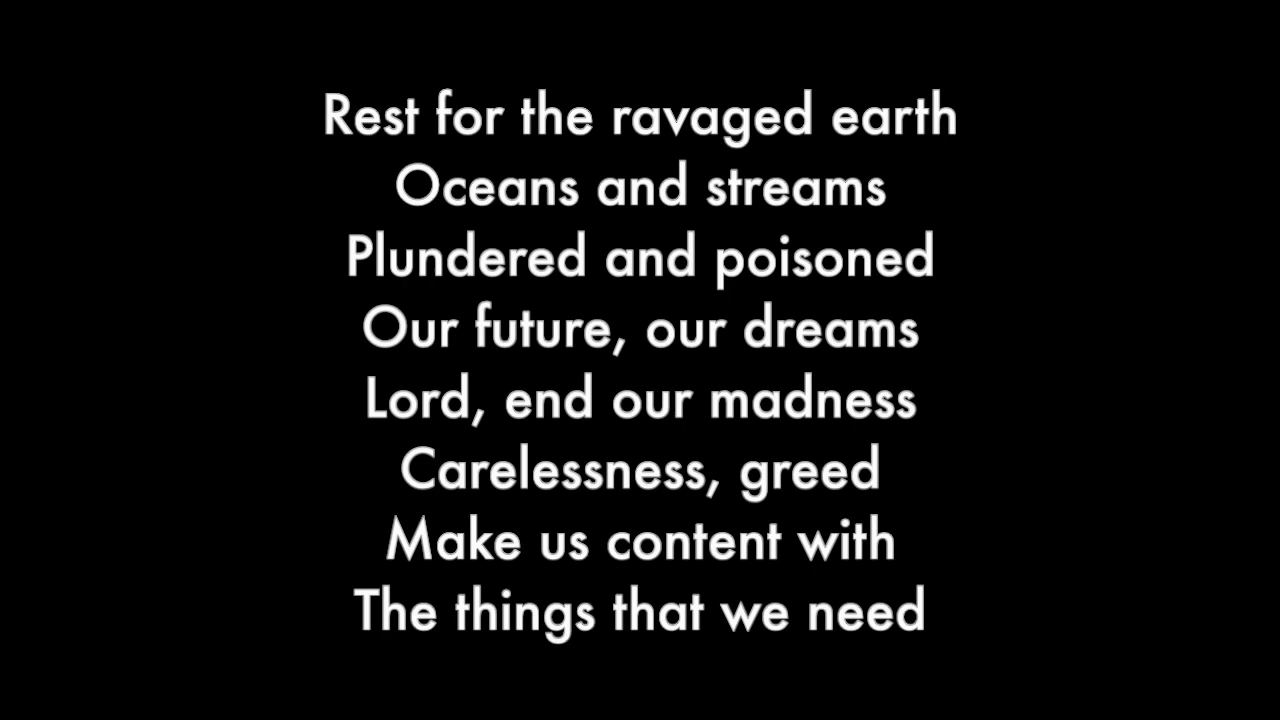 Rest for the ravaged earth
Oceans and streams
Plundered and poisoned
Our future, our dreams
Lord, end our madness
Carelessness, greed
Make us content with
The things that we need